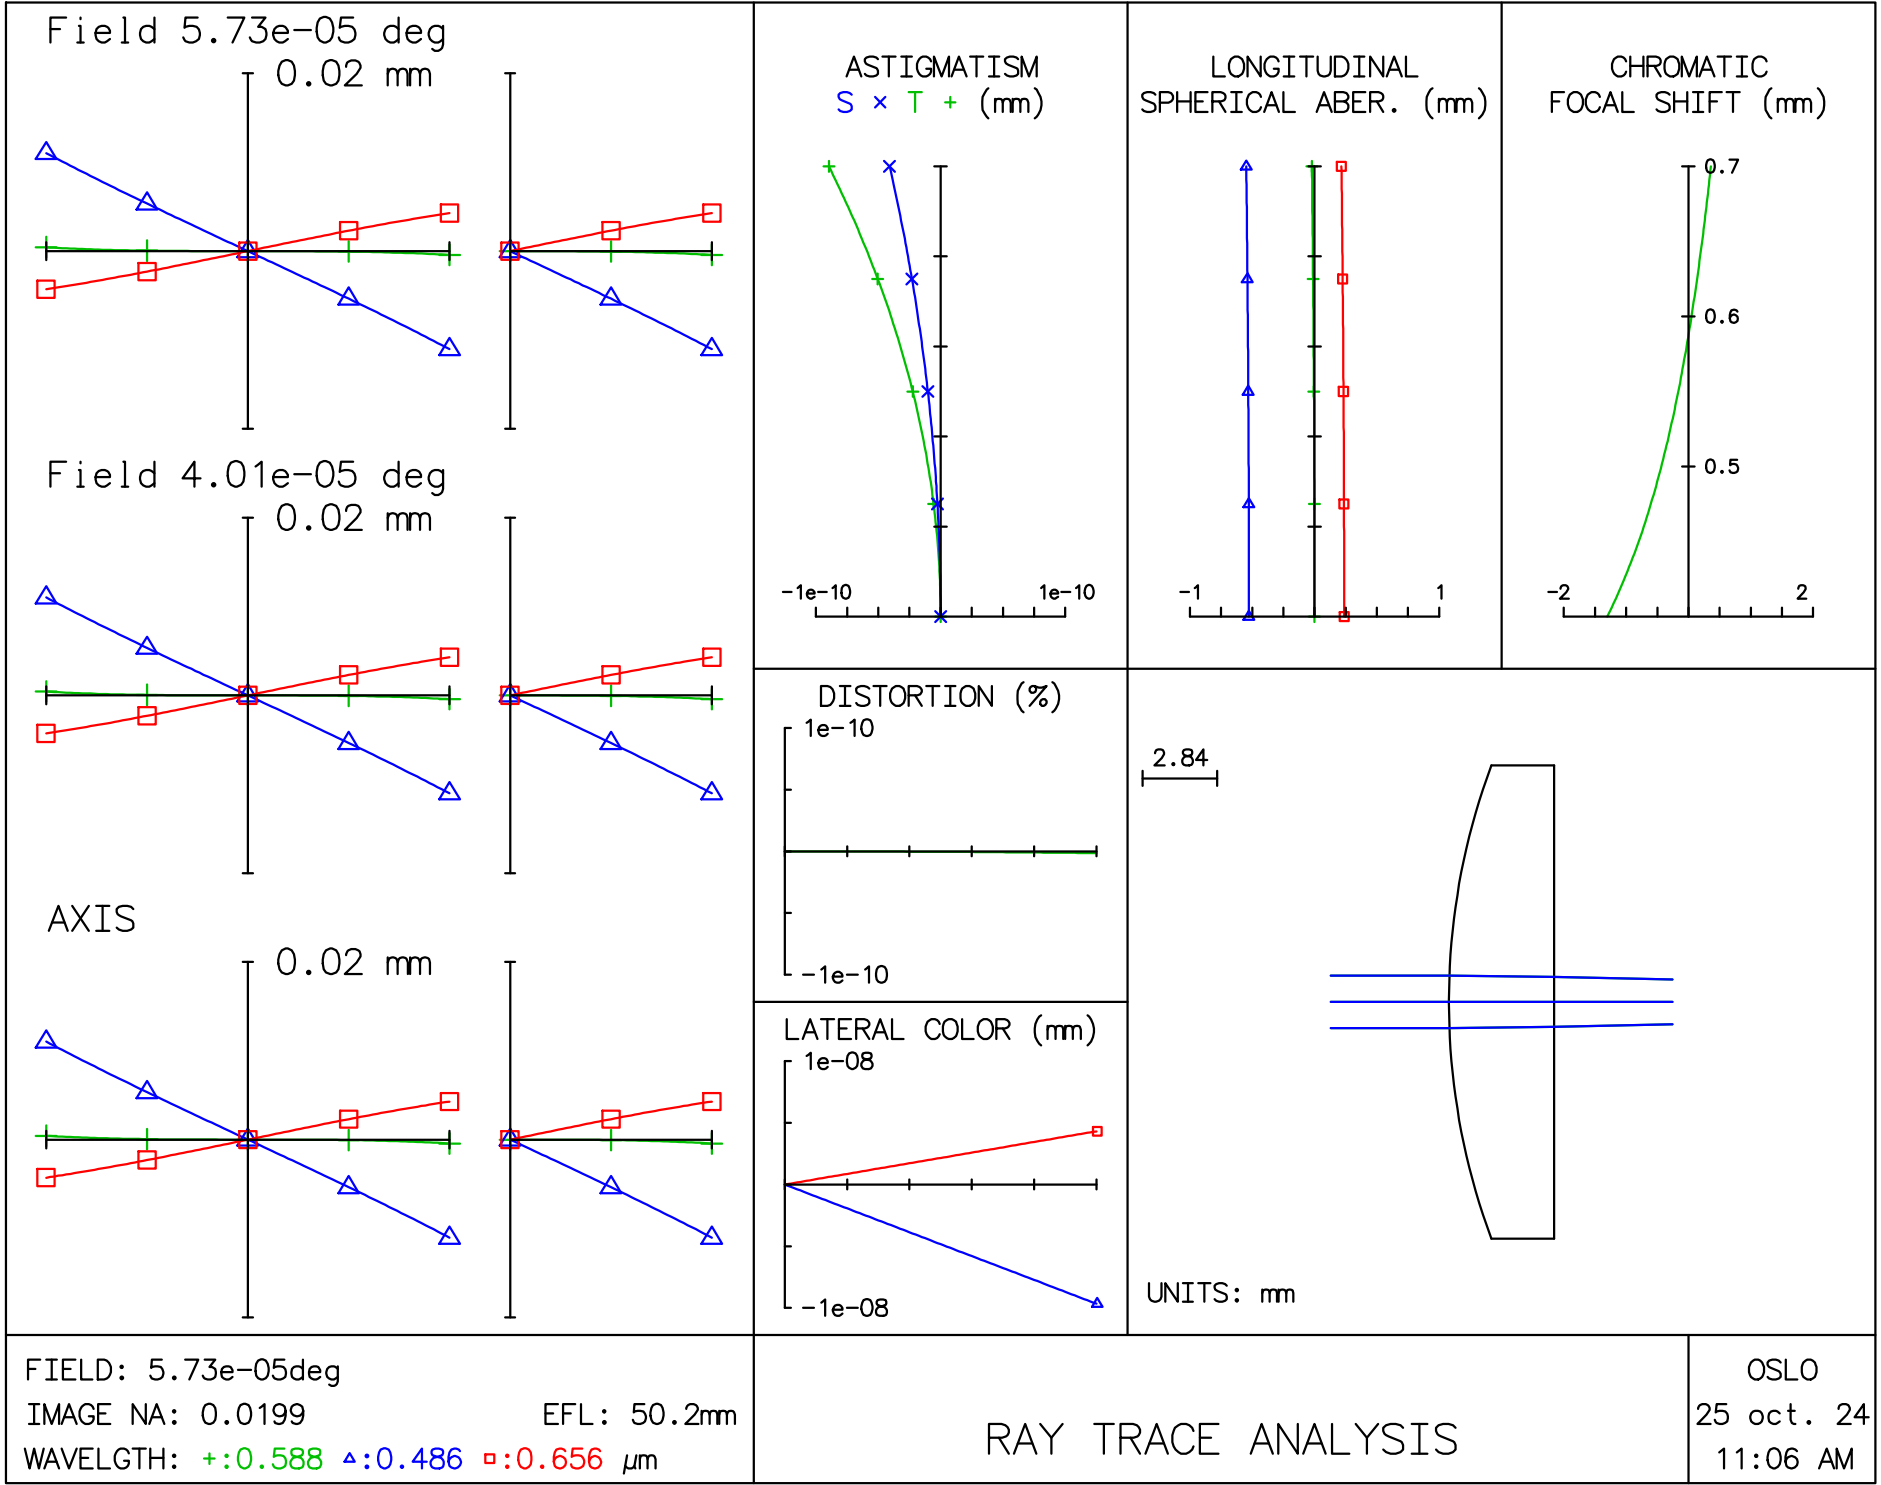 Field 5.73e-05 deg
0.02 mm
Field 4.01e-05 deg
0.02 mm
AXIS
0.02 mm
ASTIGMATISM
S × T + (mm)
-1e-10 1e-10
LONGITUDINAL
SPHERICAL ABER. (mm)
-1 1
CHROMATIC
FOCAL SHIFT (mm)
0.7
0.6
0.5
-2 2
DISTORTION (%)
1e-10
-1e-10
LATERAL COLOR (mm)
1e-08
-1e-08
2.84
UNITS: mm
FIELD: 5.73e-05deg
IMAGE NA: 0.0199 EFL: 50.2mm
WAVELGTH: +:0.588 △:0.486 □:0.656 µm
RAY TRACE ANALYSIS
OSLO
25 oct. 24
11:06 AM